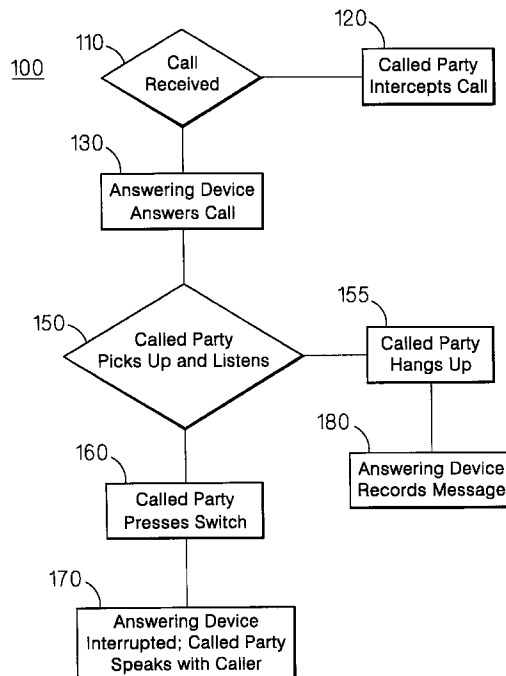 100
110
Call
Received
120
Called Party
Intercepts Call
130
Answering Device
Answers Call
150
Called Party
Picks Up and Listens
155
Called Party
Hangs Up
160
Called Party
Presses Switch
180
Answering Device
Records Message
170
Answering Device
Interrupted; Called Party
Speaks with Caller